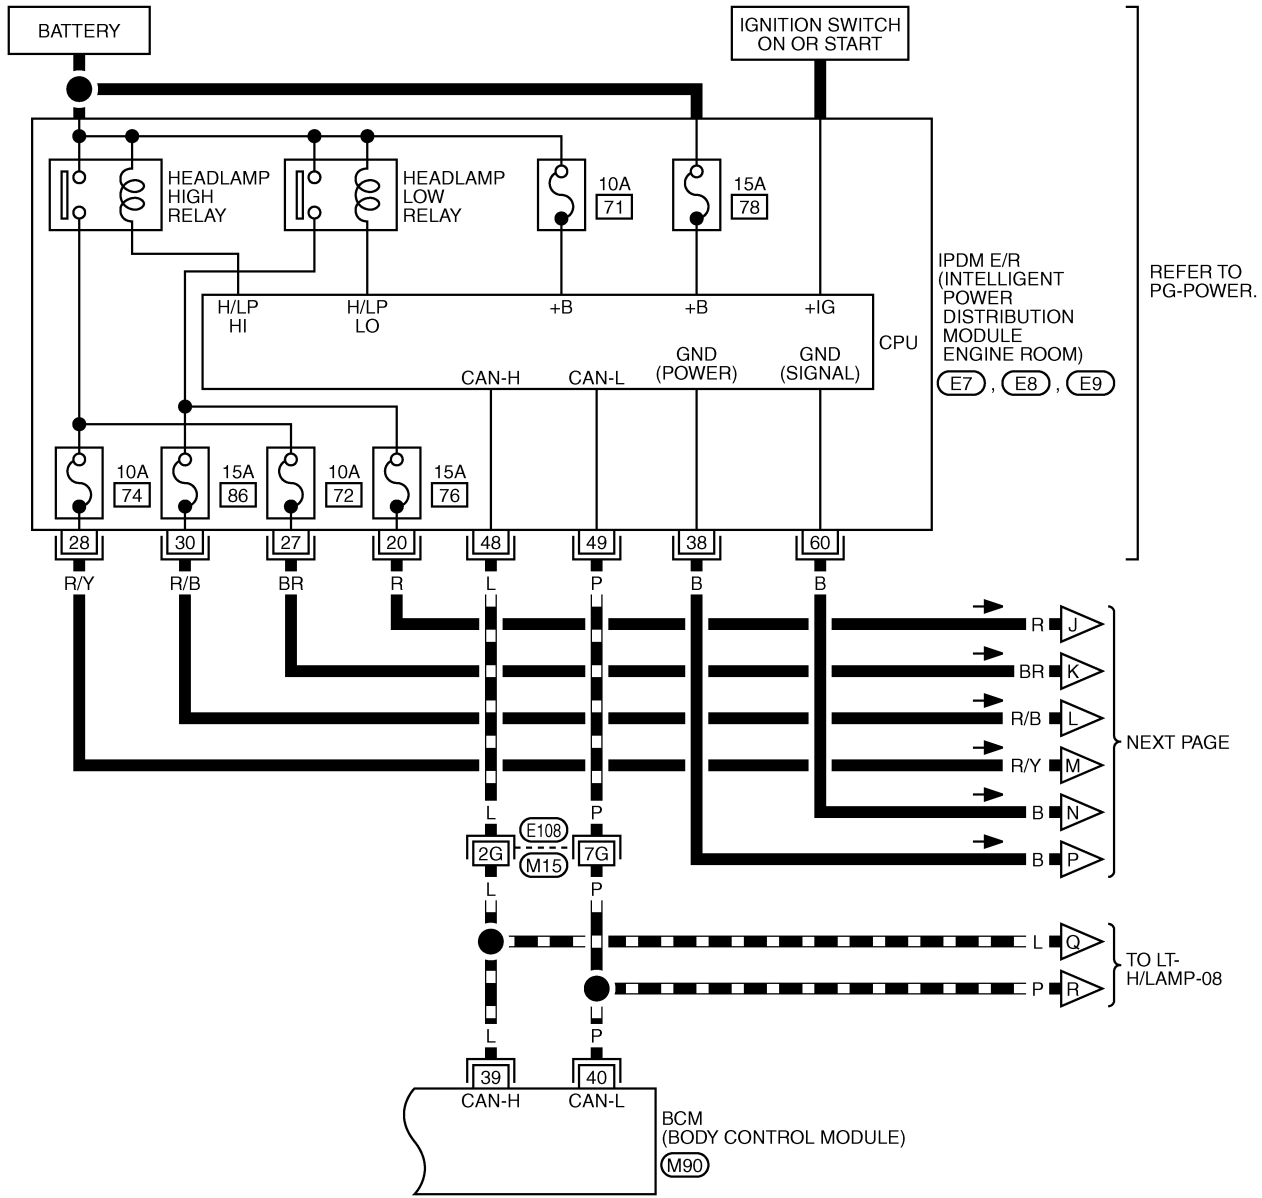 BATTERY
IGNITION SWITCH
ON OR START
HEADLAMP
HIGH
RELAY
HEADLAMP
LOW
RELAY
10A
71
15A
78
IPDM E/R
(INTELLIGENT
POWER
DISTRIBUTION
MODULE
ENGINE ROOM)
E7 , E8 , E9
REFER TO
PG-POWER.
H/LP
HI
H/LP
LO
+B
+B
+IG
CPU
CAN-H
CAN-L
GND
(POWER)
GND
(SIGNAL)
10A
74
15A
86
10A
72
15A
76
28
30
27
20
48
49
38
60
R/Y
R/B
BR
R
L
P
B
B
R
J
BR
K
R/B
L
R/Y
M
B
N
B
P
NEXT PAGE
L
P
2G
E108
M15
7G
L
P
L
Q
P
R
TO LT-
H/LAMP-08
L
P
39
40
CAN-H
CAN-L
BCM
(BODY CONTROL MODULE)
M90